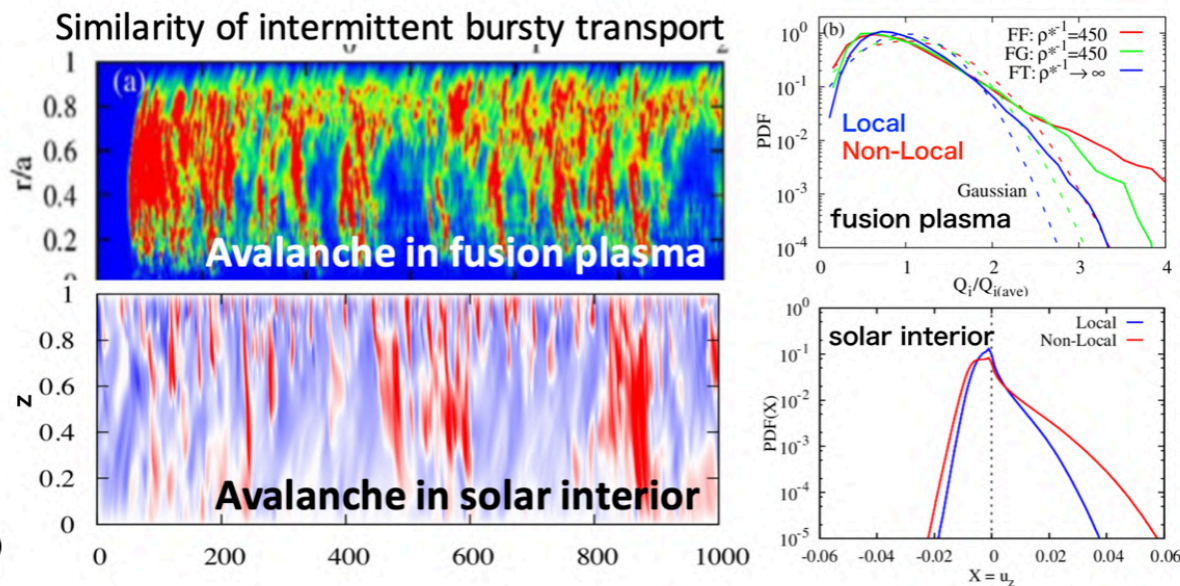 Similarity of intermittent bursty transport
(a)
1
0.8
0.6
0.4
0.2
0
r/a
Avalanche in fusion plasma
1
0.8
0.6
0.4
0.2
0
z
Avalanche in solar interior
0 200 400 600 800 1000
(b)
10⁰
10⁻¹
10⁻²
10⁻³
10⁻⁴
PDF
FF: ρ*⁻¹=450
FG: ρ*⁻¹=450
FT: ρ*⁻¹→∞
Local
Non-Local
Gaussian
fusion plasma
0 1 2 3 4
Qᵢ/Qᵢ(ave)
10⁰
10⁻¹
10⁻²
10⁻³
10⁻⁴
10⁻⁵
PDF(X)
solar interior
Local
Non-Local
-0.06 -0.04 -0.02 0 0.02 0.04 0.06
X = u_z